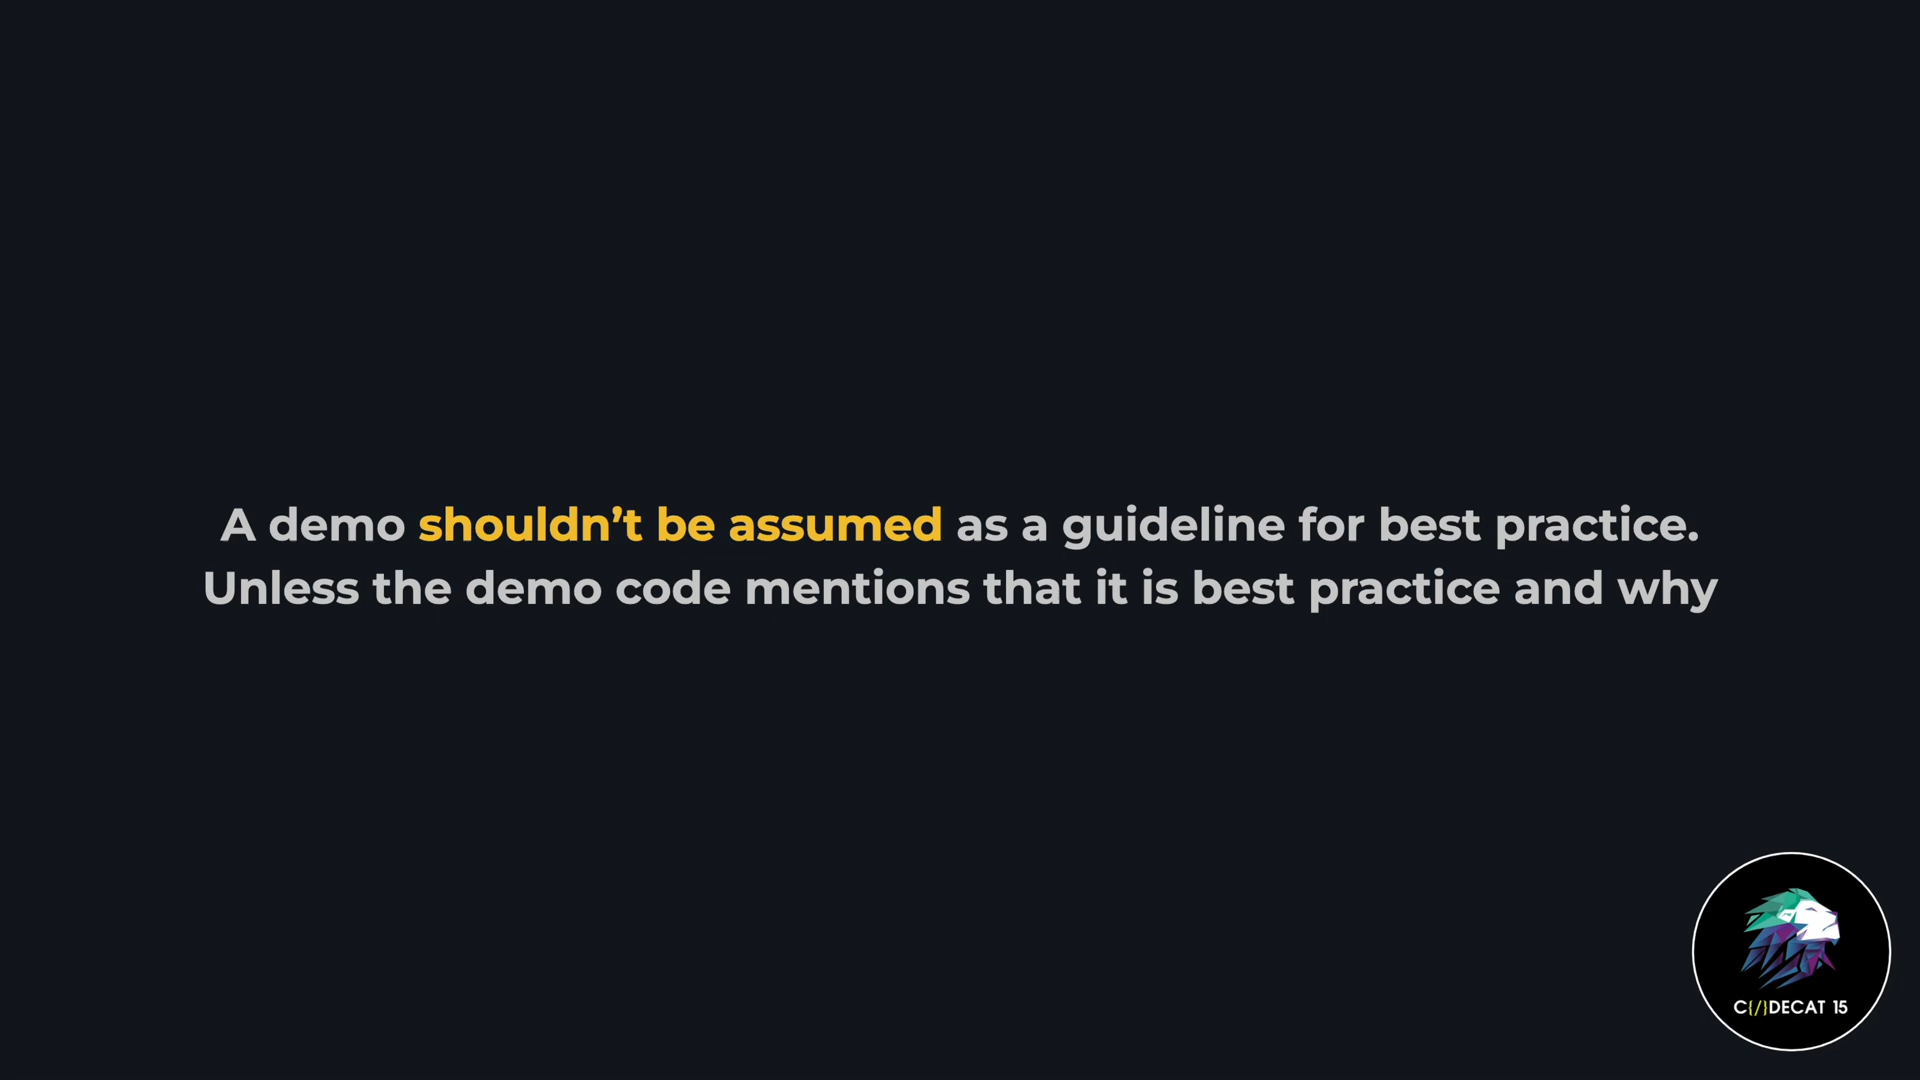 A demo shouldn’t be assumed as a guideline for best practice.
Unless the demo code mentions that it is best practice and why
C{/}DECAT 15